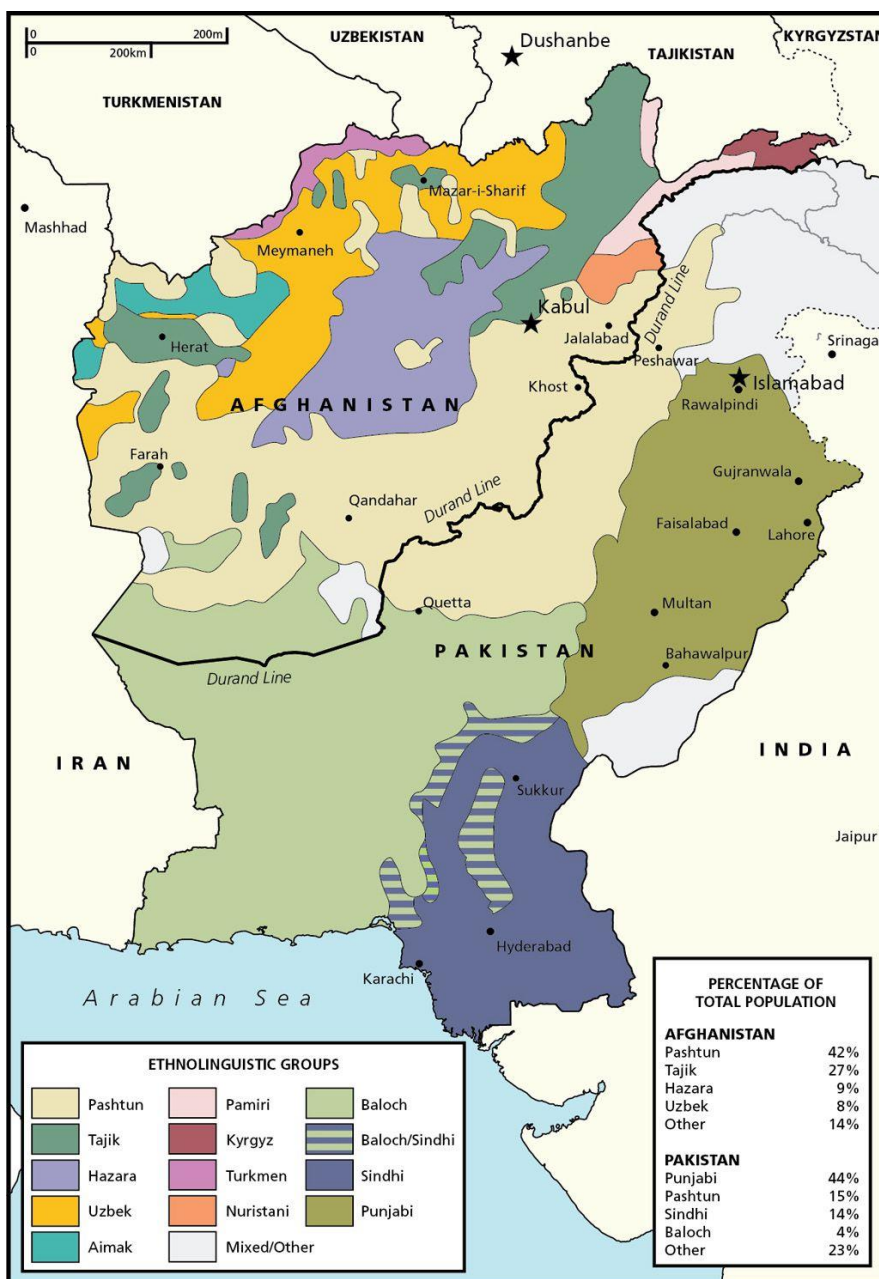 0 200m
0 200km
UZBEKISTAN
Dushanbe
TAJIKISTAN
KYRGYZSTAN
TURKMENISTAN
Mashhad
Mazar-i-Sharif
Meymaneh
Herat
Kabul
Jalalabad
Durand Line
Peshawar
Srinaga
Islamabad
Rawalpindi
Khost
AFGHANISTAN
Farah
Qandahar
Durand Line
Gujranwala
Faisalabad
Lahore
Quetta
Multan
PAKISTAN
Bahawalpur
Durand Line
IRAN
INDIA
Sukkur
Jaipur
Hyderabad
Karachi
Arabian Sea
ETHNOLINGUISTIC GROUPS
Pashtun Pamiri Baloch
Tajik Kyrgyz Baloch/Sindhi
Hazara Turkmen Sindhi
Uzbek Nuristani Punjabi
Aimak Mixed/Other
PERCENTAGE OF
TOTAL POPULATION
AFGHANISTAN
Pashtun 42%
Tajik 27%
Hazara 9%
Uzbek 8%
Other 14%
PAKISTAN
Punjabi 44%
Pashtun 15%
Sindhi 14%
Baloch 4%
Other 23%